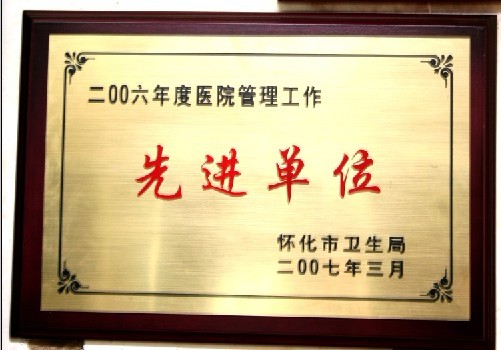 二00六年度医院管理工作
先进单位
怀化市卫生局
二00七年三月